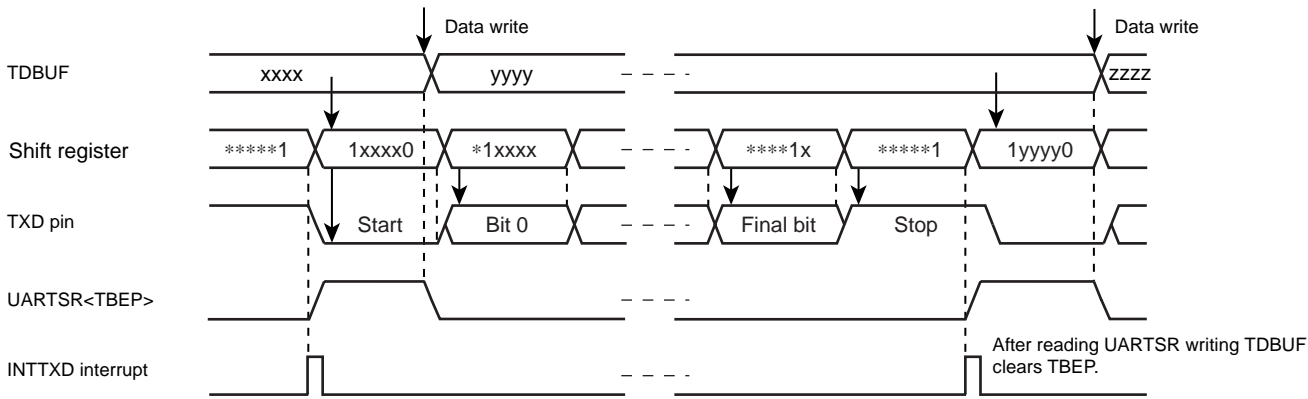 Data write
Data write
TDBUF
xxxx
yyyy
zzzz
Shift register
*****1
1xxxx0
*1xxxx
****1x
*****1
1yyyy0
TXD pin
Start
Bit 0
Final bit
Stop
UARTSR<TBEP>
After reading UARTSR writing TDBUF
clears TBEP.
INTTXD interrupt